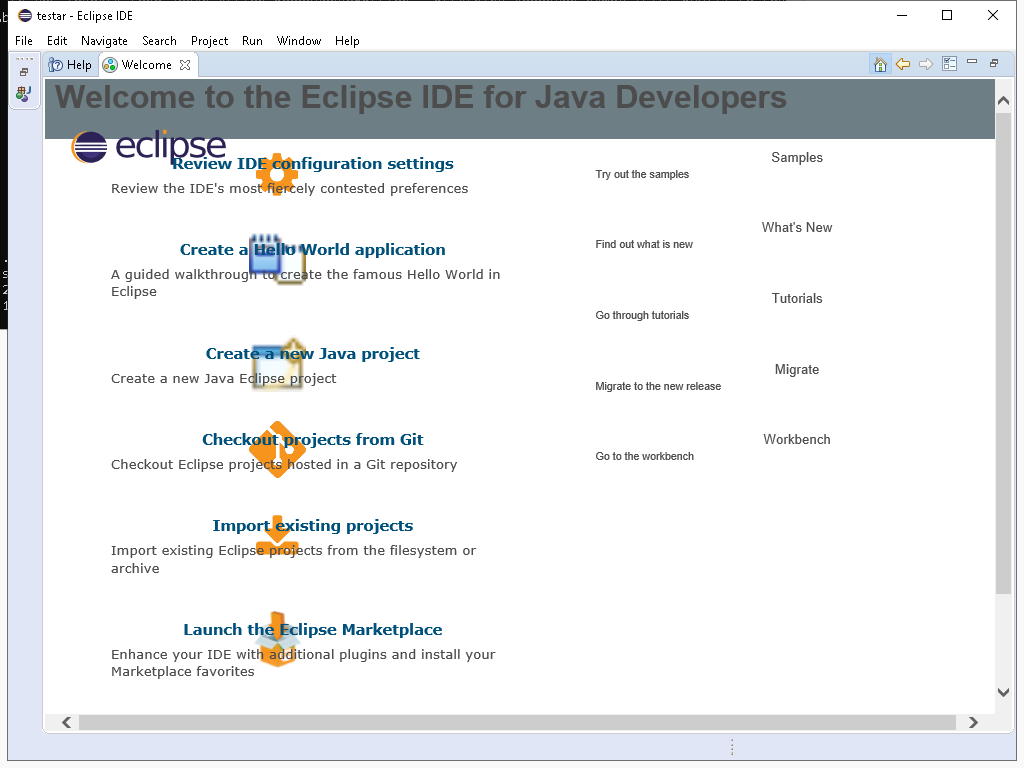 testar - Eclipse IDE
File Edit Navigate Search Project Run Window Help
Help Welcome
Welcome to the Eclipse IDE for Java Developers
eclipse
Review IDE configuration settings
Review the IDE's most fiercely contested preferences
Create a Hello World application
A guided walkthrough to create the famous Hello World in
Eclipse
Create a new Java project
Create a new Java Eclipse project
Checkout projects from Git
Checkout Eclipse projects hosted in a Git repository
Import existing projects
Import existing Eclipse projects from the filesystem or
archive
Launch the Eclipse Marketplace
Enhance your IDE with additional plugins and install your
Marketplace favorites
Samples
Try out the samples
What's New
Find out what is new
Tutorials
Go through tutorials
Migrate
Migrate to the new release
Workbench
Go to the workbench